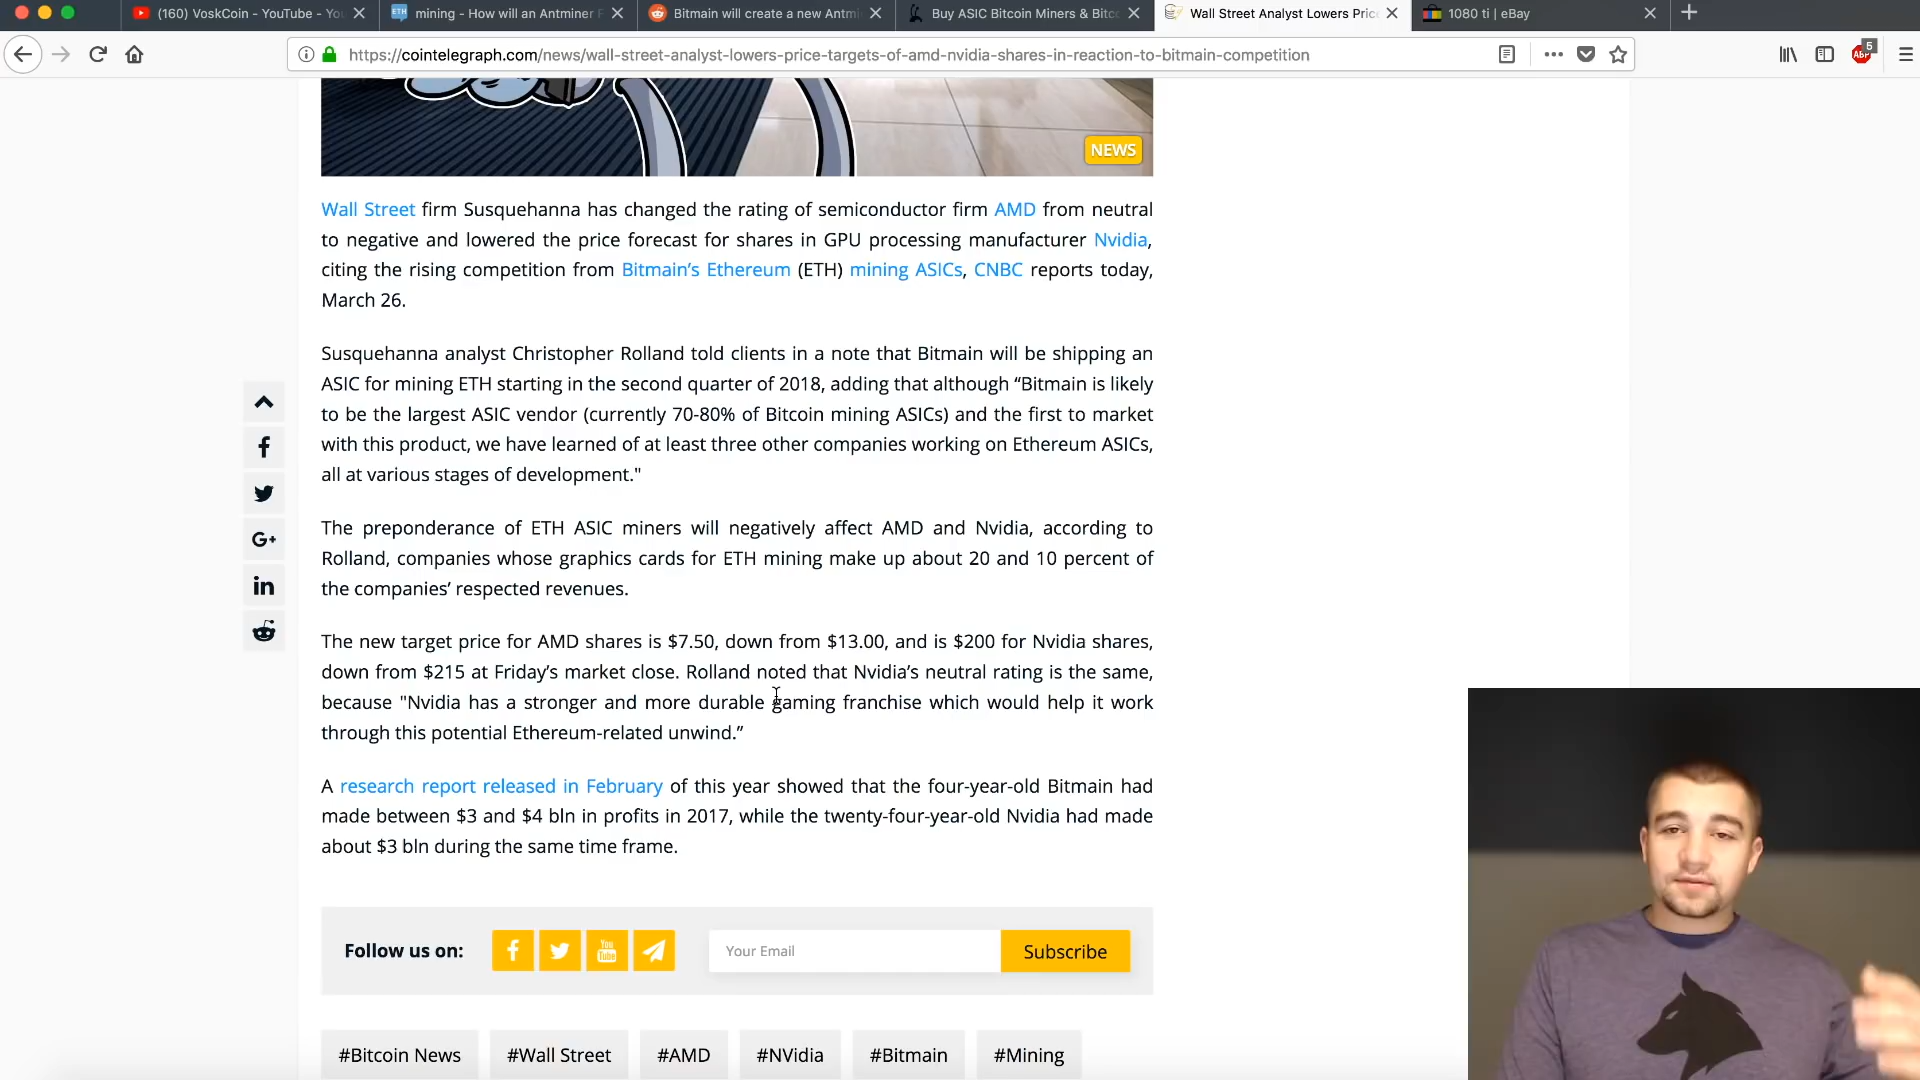 (160) VoskCoin - YouTube - Yo
mining - How will an Antminer
Bitmain will create a new Antmi
Buy ASIC Bitcoin Miners & Bitc
Wall Street Analyst Lowers Pric
1080 ti | eBay
https://cointelegraph.com/news/wall-street-analyst-lowers-price-targets-of-amd-nvidia-shares-in-reaction-to-bitmain-competition
ABP
5
NEWS
Wall Street firm Susquehanna has changed the rating of semiconductor firm AMD from neutral
to negative and lowered the price forecast for shares in GPU processing manufacturer Nvidia,
citing the rising competition from Bitmain’s Ethereum (ETH) mining ASICs, CNBC reports today,
March 26.
Susquehanna analyst Christopher Rolland told clients in a note that Bitmain will be shipping an
ASIC for mining ETH starting in the second quarter of 2018, adding that although “Bitmain is likely
to be the largest ASIC vendor (currently 70-80% of Bitcoin mining ASICs) and the first to market
with this product, we have learned of at least three other companies working on Ethereum ASICs,
all at various stages of development."
The preponderance of ETH ASIC miners will negatively affect AMD and Nvidia, according to
Rolland, companies whose graphics cards for ETH mining make up about 20 and 10 percent of
the companies’ respected revenues.
The new target price for AMD shares is $7.50, down from $13.00, and is $200 for Nvidia shares,
down from $215 at Friday’s market close. Rolland noted that Nvidia’s neutral rating is the same,
because "Nvidia has a stronger and more durable gaming franchise which would help it work
through this potential Ethereum-related unwind.”
A research report released in February of this year showed that the four-year-old Bitmain had
made between $3 and $4 bln in profits in 2017, while the twenty-four-year-old Nvidia had made
about $3 bln during the same time frame.
Follow us on:
You Tube
Your Email
Subscribe
#Bitcoin News
#Wall Street
#AMD
#NVidia
#Bitmain
#Mining